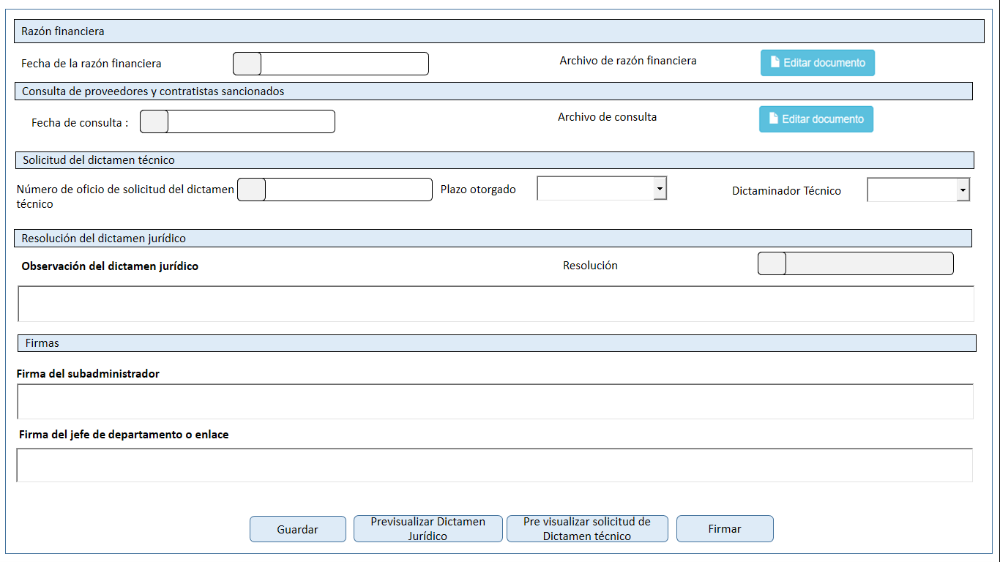 Razón financiera
Fecha de la razón financiera
Archivo de razón financiera
Editar documento
Consulta de proveedores y contratistas sancionados
Fecha de consulta :
Archivo de consulta
Editar documento
Solicitud del dictamen técnico
Número de oficio de solicitud del dictamen
técnico
Plazo otorgado
Dictaminador Técnico
Resolución del dictamen jurídico
Observación del dictamen jurídico
Resolución
Firmas
Firma del subadministrador
Firma del jefe de departamento o enlace
Guardar
Previsualizar Dictamen
Jurídico
Pre visualizar solicitud de
Dictamen técnico
Firmar